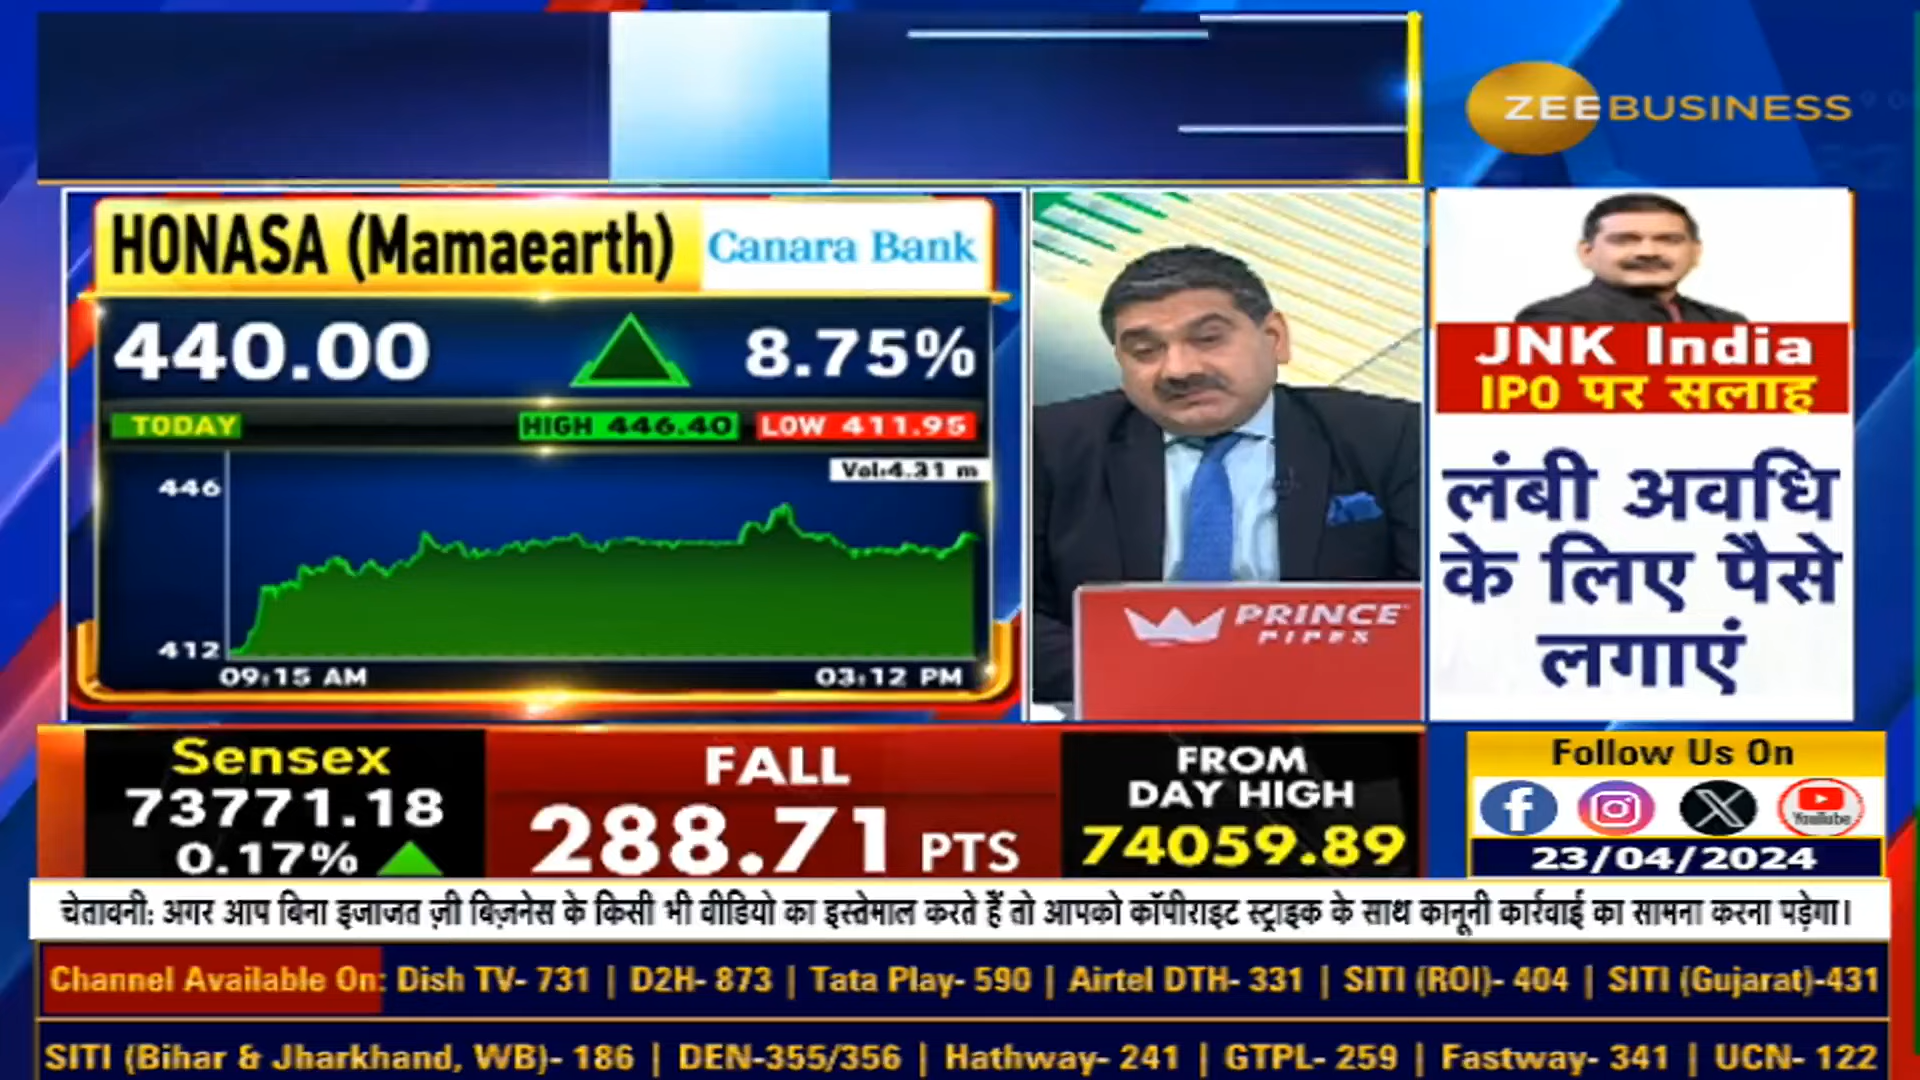 ZEEBUSINESS
HONASA (Mamaearth)
Canara Bank
440.00
8.75%
TODAY
HIGH 446.40
LOW 411.95
Vol:4.31 m
446
412
09:15 AM
03:12 PM
PRINCE
PIPES
JNK India
IPO पर सलाह
लंबी अवधि
के लिए पैसे
लगाएं
Sensex
73771.18
0.17%
FALL
288.71 PTS
FROM
DAY HIGH
74059.89
Follow Us On
YouTube
23/04/2024
चेतावनी: अगर आप बिना इजाजत ज़ी बिज़नेस के किसी भी वीडियो का इस्तेमाल करते हैं तो आपको कॉपीराइट स्ट्राइक के साथ कानूनी कार्रवाई का सामना करना पड़ेगा।
Channel Available On: Dish TV- 731 | D2H- 873 | Tata Play- 590 | Airtel DTH- 331 | SITI (ROI)- 404 | SITI (Gujarat)-431
SITI (Bihar & Jharkhand, WB)- 186 | DEN-355/356 | Hathway- 241 | GTPL- 259 | Fastway- 341 | UCN- 122